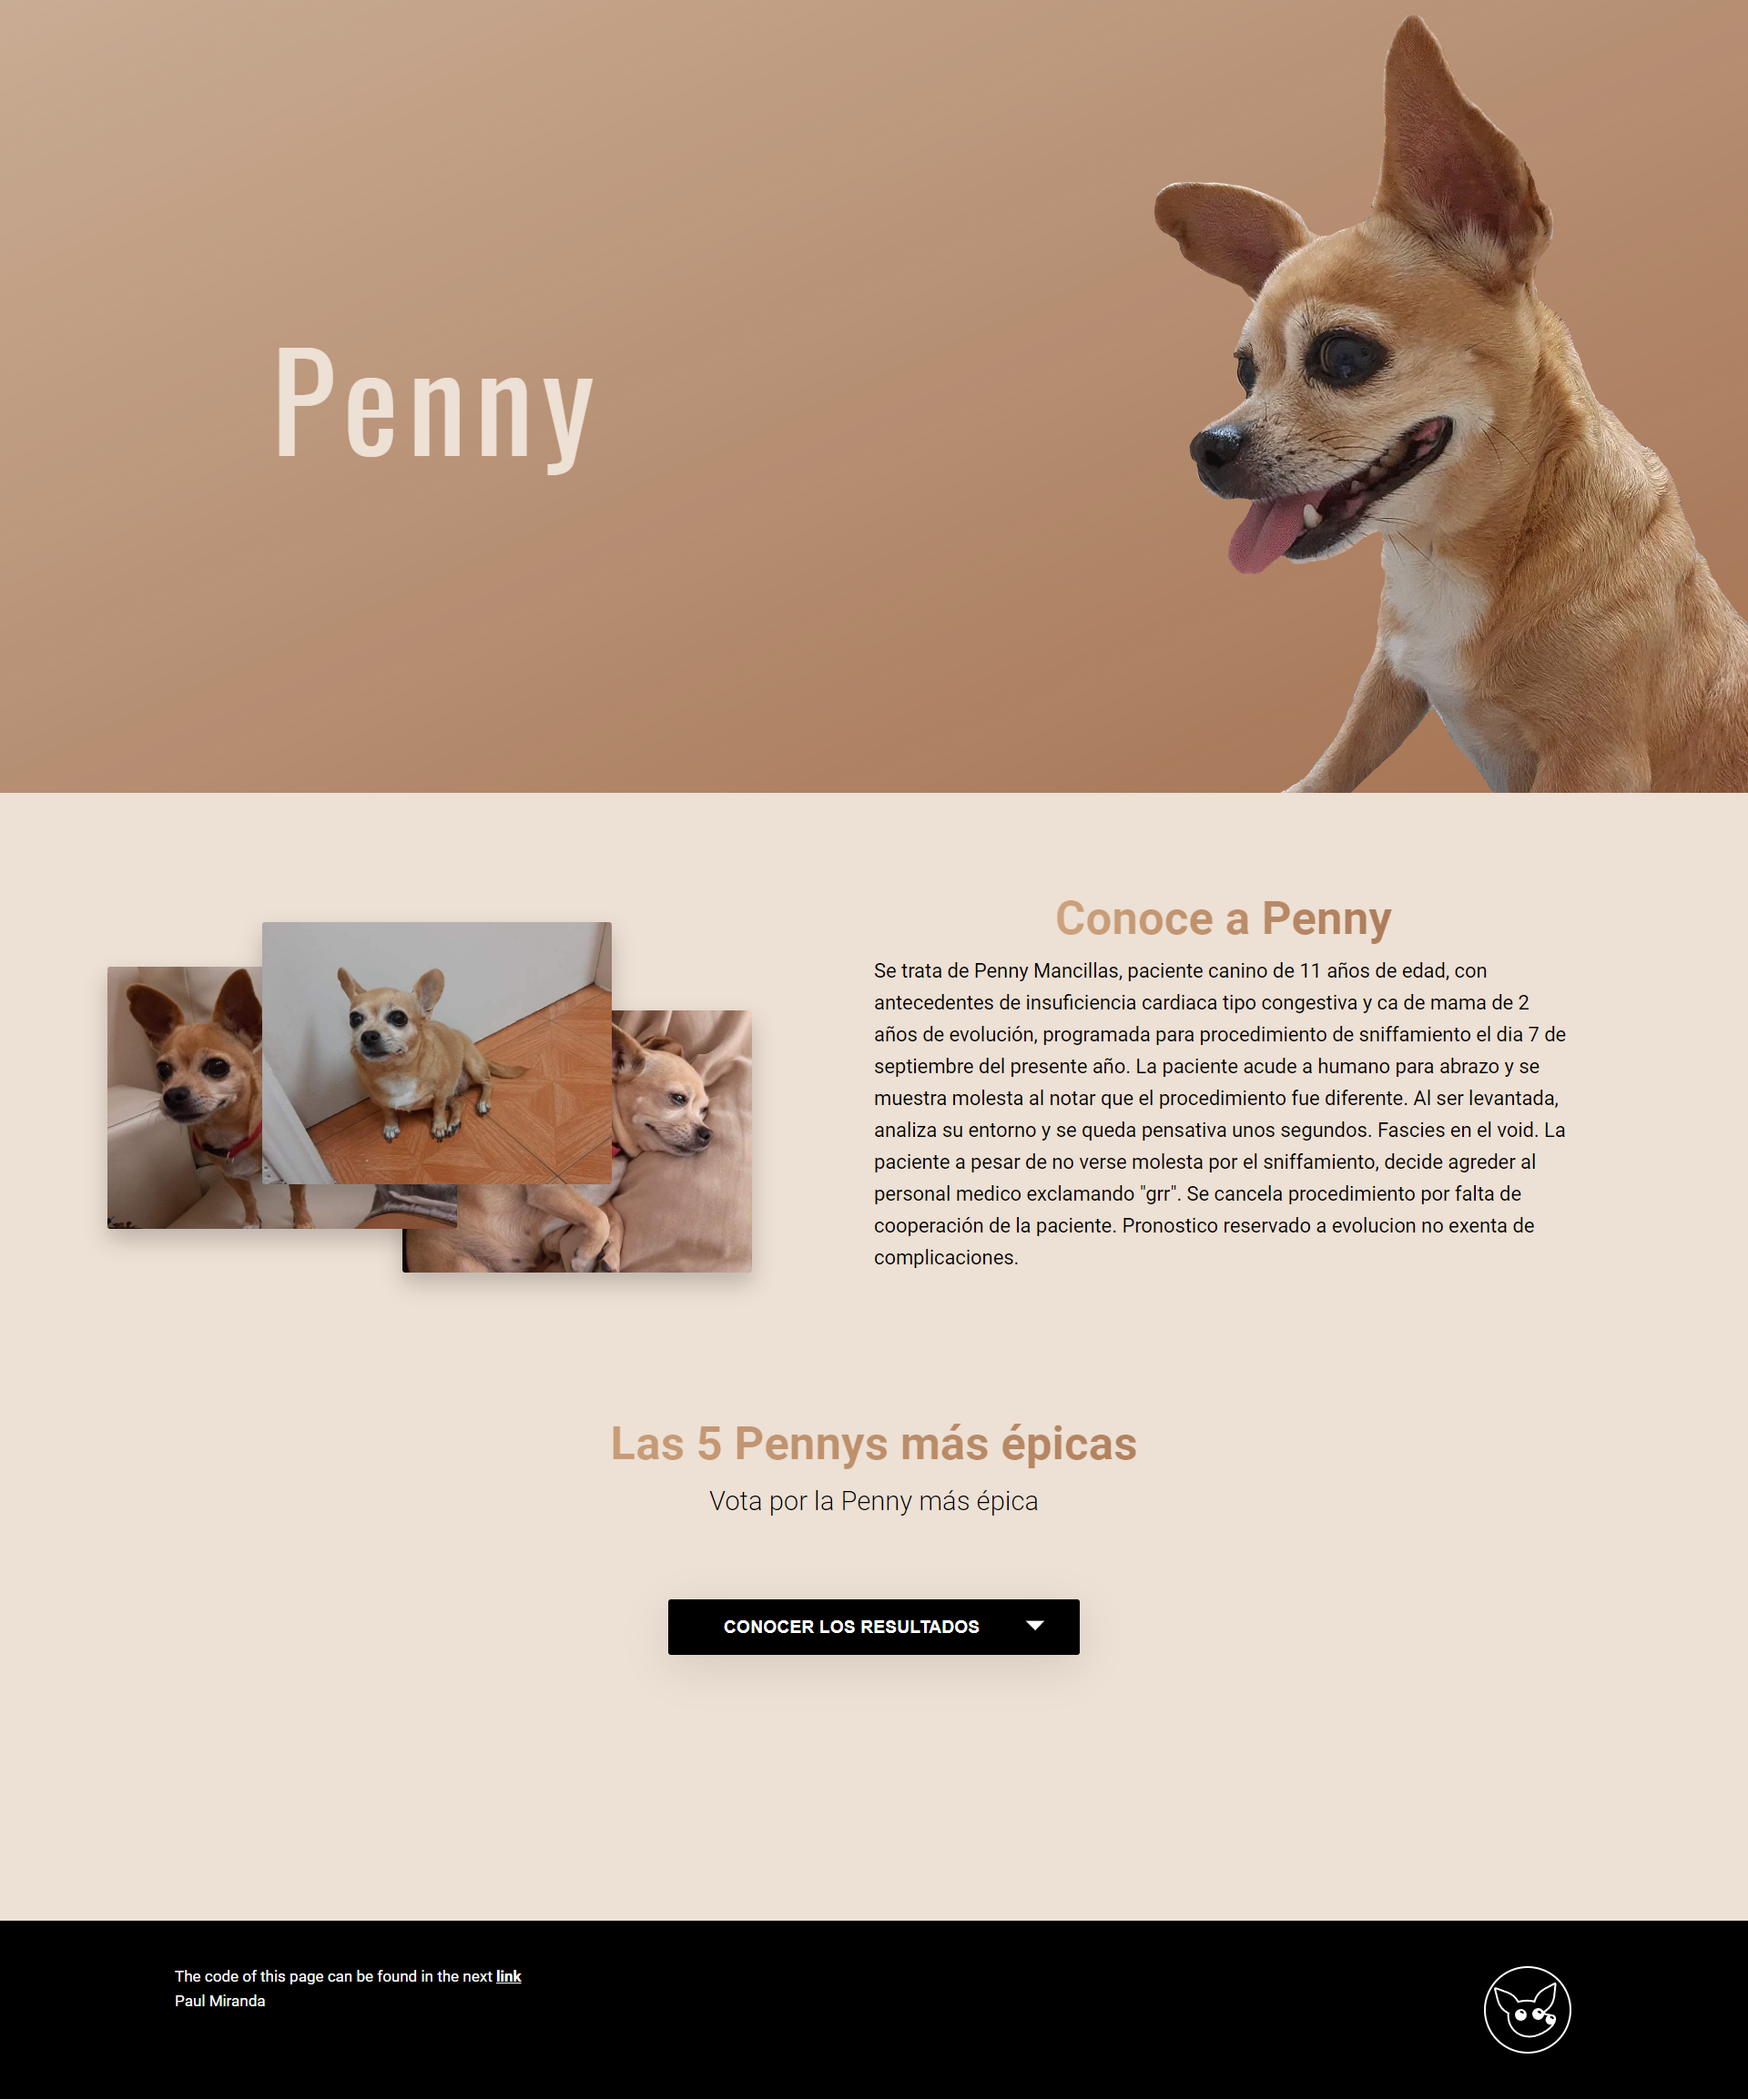 Penny
Conoce a Penny
Se trata de Penny Mancillas, paciente canino de 11 años de edad, con
antecedentes de insuficiencia cardiaca tipo congestiva y ca de mama de 2
años de evolución, programada para procedimiento de sniffamiento el dia 7 de
septiembre del presente año. La paciente acude a humano para abrazo y se
muestra molesta al notar que el procedimiento fue diferente. Al ser levantada,
analiza su entorno y se queda pensativa unos segundos. Fascies en el void. La
paciente a pesar de no verse molesta por el sniffamiento, decide agreder al
personal medico exclamando "grr". Se cancela procedimiento por falta de
cooperación de la paciente. Pronostico reservado a evolucion no exenta de
complicaciones.
Las 5 Pennys más épicas
Vota por la Penny más épica
CONOCER LOS RESULTADOS
The code of this page can be found in the next link
Paul Miranda